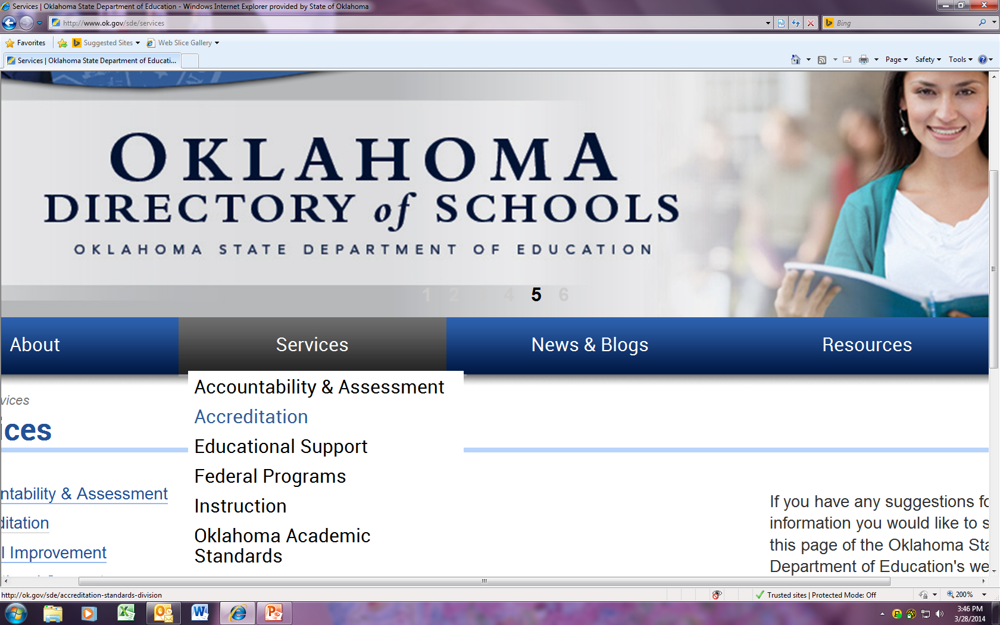 Services | Oklahoma State Department of Education - Windows Internet Explorer provided by State of Oklahoma
http://www.ok.gov/sde/services
Bing
Favorites
Suggested Sites
Web Slice Gallery
Services | Oklahoma State Department of Educati...
Page
Safety
Tools
OKLAHOMA
DIRECTORY of SCHOOLS
OKLAHOMA STATE DEPARTMENT OF EDUCATION
1 2 4 5 6
About
Services
News & Blogs
Resources
Accountability & Assessment
Accreditation
Educational Support
Federal Programs
Instruction
Oklahoma Academic
Standards
vices
ices
ntability & Assessment
ditation
l Improvement
If you have any suggestions fo
information you would like to s
this page of the Oklahoma Sta
Department of Education's we
http://ok.gov/sde/accreditation-standards-division
Trusted sites | Protected Mode: Off
200%
3:46 PM
3/28/2014